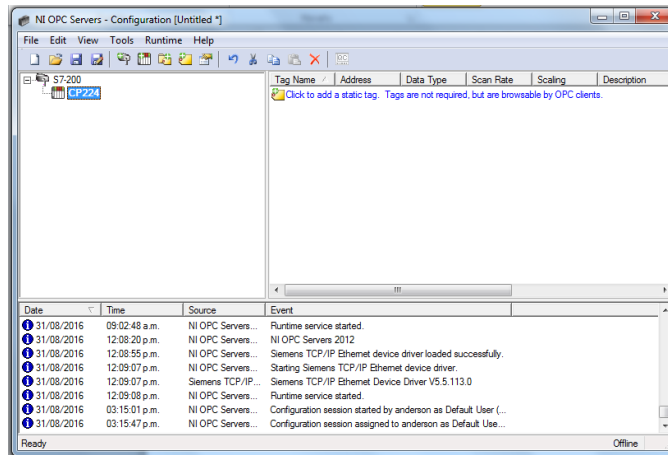 NI OPC Servers - Configuration [Untitled *]
File Edit View Tools Runtime Help
S7-200
CP224
Tag Name Address Data Type Scan Rate Scaling Description
Click to add a static tag. Tags are not required, but are browsable by OPC clients.
Date Time Source Event
31/08/2016 09:02:48 a.m. NI OPC Servers... Runtime service started.
31/08/2016 12:08:20 p.m. NI OPC Servers... NI OPC Servers 2012
31/08/2016 12:08:55 p.m. NI OPC Servers... Siemens TCP/IP Ethernet device driver loaded successfully.
31/08/2016 12:09:07 p.m. NI OPC Servers... Starting Siemens TCP/IP Ethernet device driver.
31/08/2016 12:09:07 p.m. Siemens TCP/IP... Siemens TCP/IP Ethernet Device Driver V5.5.113.0
31/08/2016 12:09:08 p.m. NI OPC Servers... Runtime service started.
31/08/2016 03:15:01 p.m. NI OPC Servers... Configuration session started by anderson as Default User (...
31/08/2016 03:15:47 p.m. NI OPC Servers... Configuration session assigned to anderson as Default Use...
Ready Offline